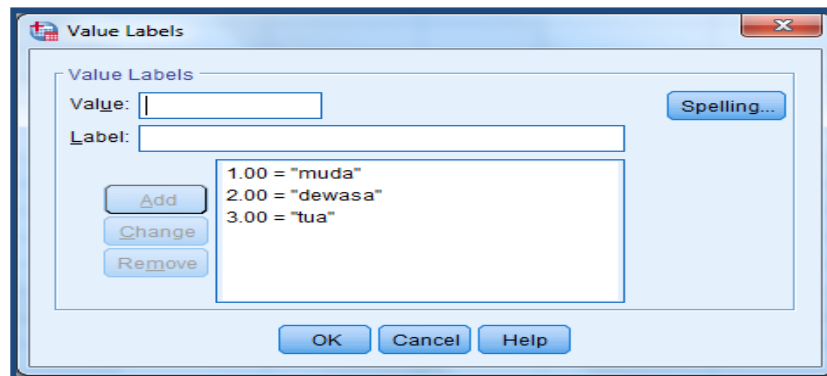 Value Labels
Value Labels
Value:
Spelling...
Label:
1.00 = "muda"
Add
2.00 = "dewasa"
3.00 = "tua"
Change
Remove
OK Cancel Help